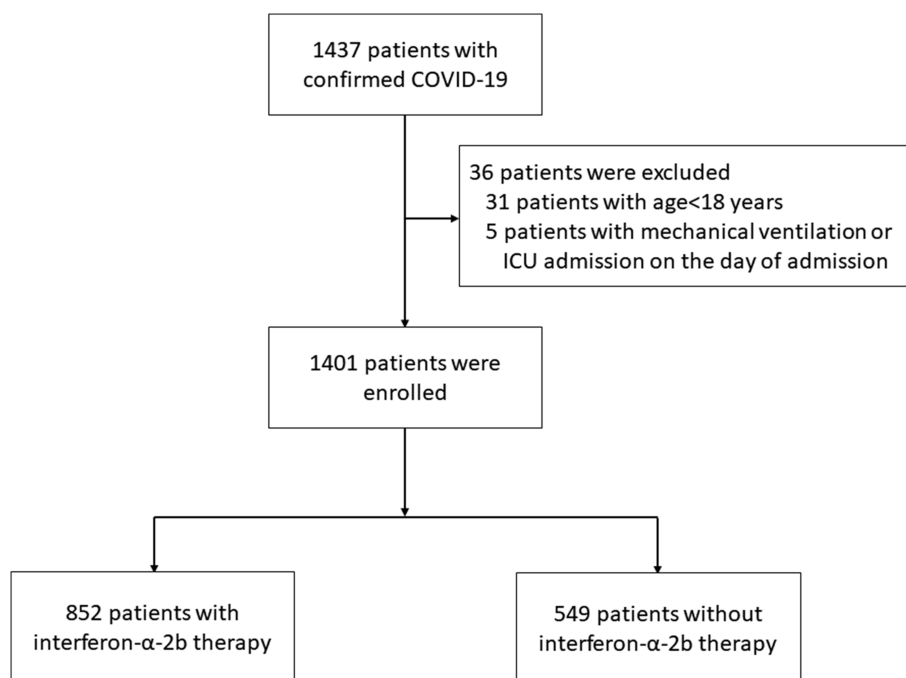 1437 patients with
confirmed COVID-19
36 patients were excluded
31 patients with age<18 years
5 patients with mechanical ventilation or
ICU admission on the day of admission
1401 patients were
enrolled
852 patients with
interferon-α-2b therapy
549 patients without
interferon-α-2b therapy